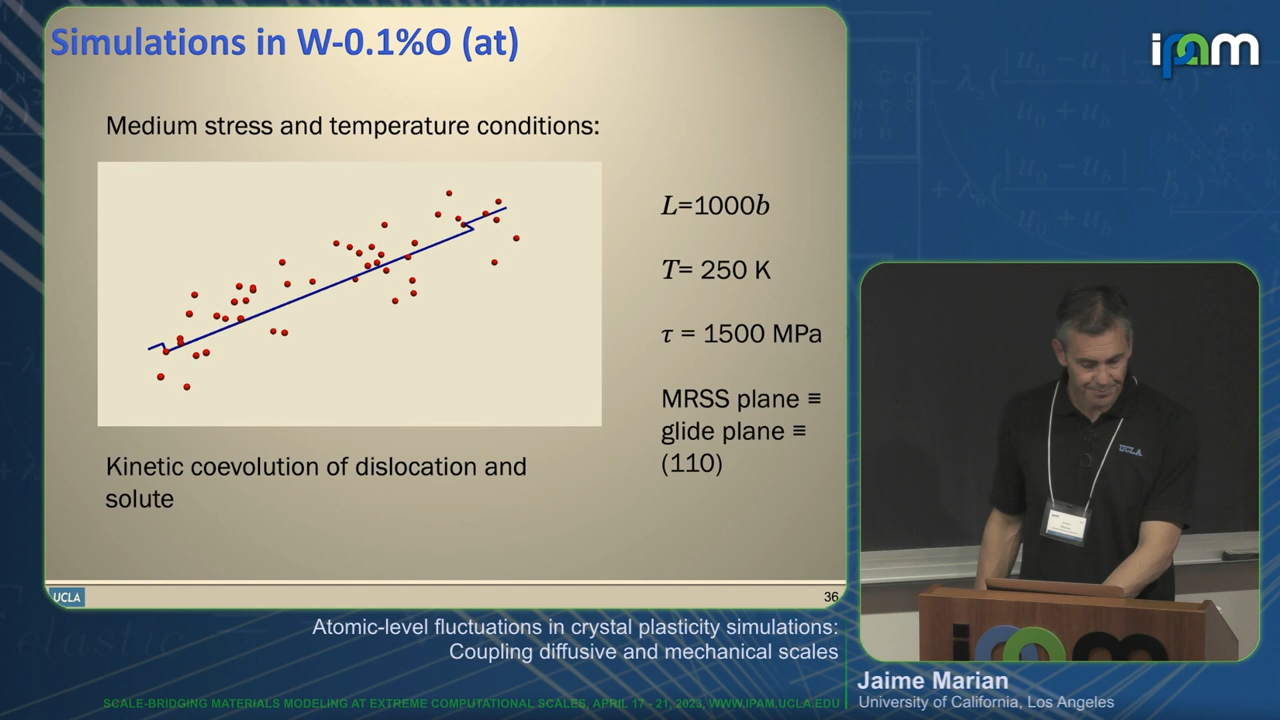 Simulations in W-0.1%O (at)
ipam
Medium stress and temperature conditions:
L=1000b
T= 250 K
τ = 1500 MPa
MRSS plane ≡
glide plane ≡
(110)
Kinetic coevolution of dislocation and
solute
UCLA
36
UCLA
Atomic-level fluctuations in crystal plasticity simulations:
Coupling diffusive and mechanical scales
Jaime Marian
University of California, Los Angeles
SCALE-BRIDGING MATERIALS MODELING AT EXTREME COMPUTATIONAL SCALES, APRIL 17 - 21, 2023, WWW.IPAM.UCLA.EDU